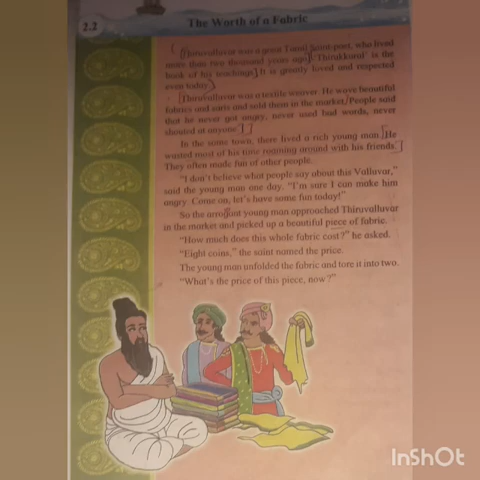 2.2
The Worth of a Fabric
Thiruvalluvar was a great Tamil Saint-poet, who lived
more than two thousand years ago. 'Thirukkural' is the
book of his teachings. It is greatly loved and respected
even today.
Thiruvalluvar was a textile weaver. He wove beautiful
fabrics and saris and sold them in the market. People said
that he never got angry, never used bad words, never
shouted at anyone.
In the same town, there lived a rich young man. He
wasted most of his time roaming around with his friends.
They often made fun of other people.
"I don't believe what people say about this Valluvar,"
said the young man one day. "I'm sure I can make him
angry. Come on, let's have some fun today!"
So the arrogant young man approached Thiruvalluvar
in the market and picked up a beautiful piece of fabric.
"How much does this whole fabric cost?" he asked.
"Eight coins," the saint named the price.
The young man unfolded the fabric and tore it into two.
"What's the price of this piece, now?"
InShOt